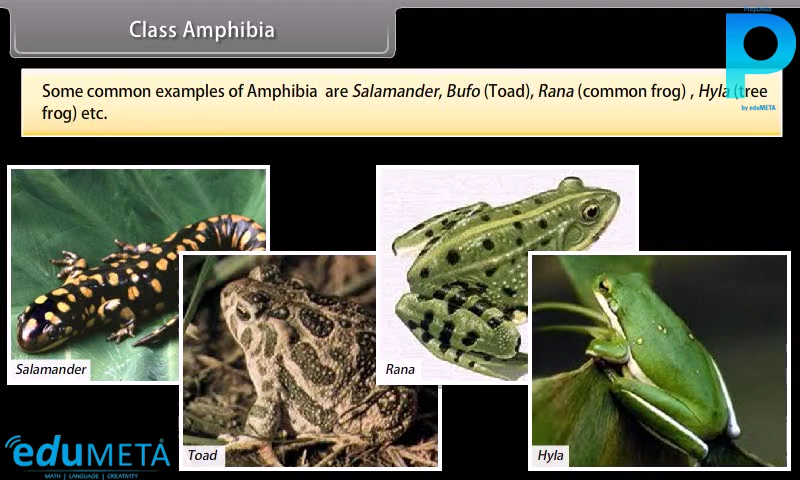 Class Amphibia
Preponda
P
by eduMETA
Some common examples of Amphibia are Salamander, Bufo (Toad), Rana (common frog) , Hyla (tree
frog) etc.
Salamander
Toad
Rana
Hyla
eduMETA
MATH | LANGUAGE | CREATIVITY